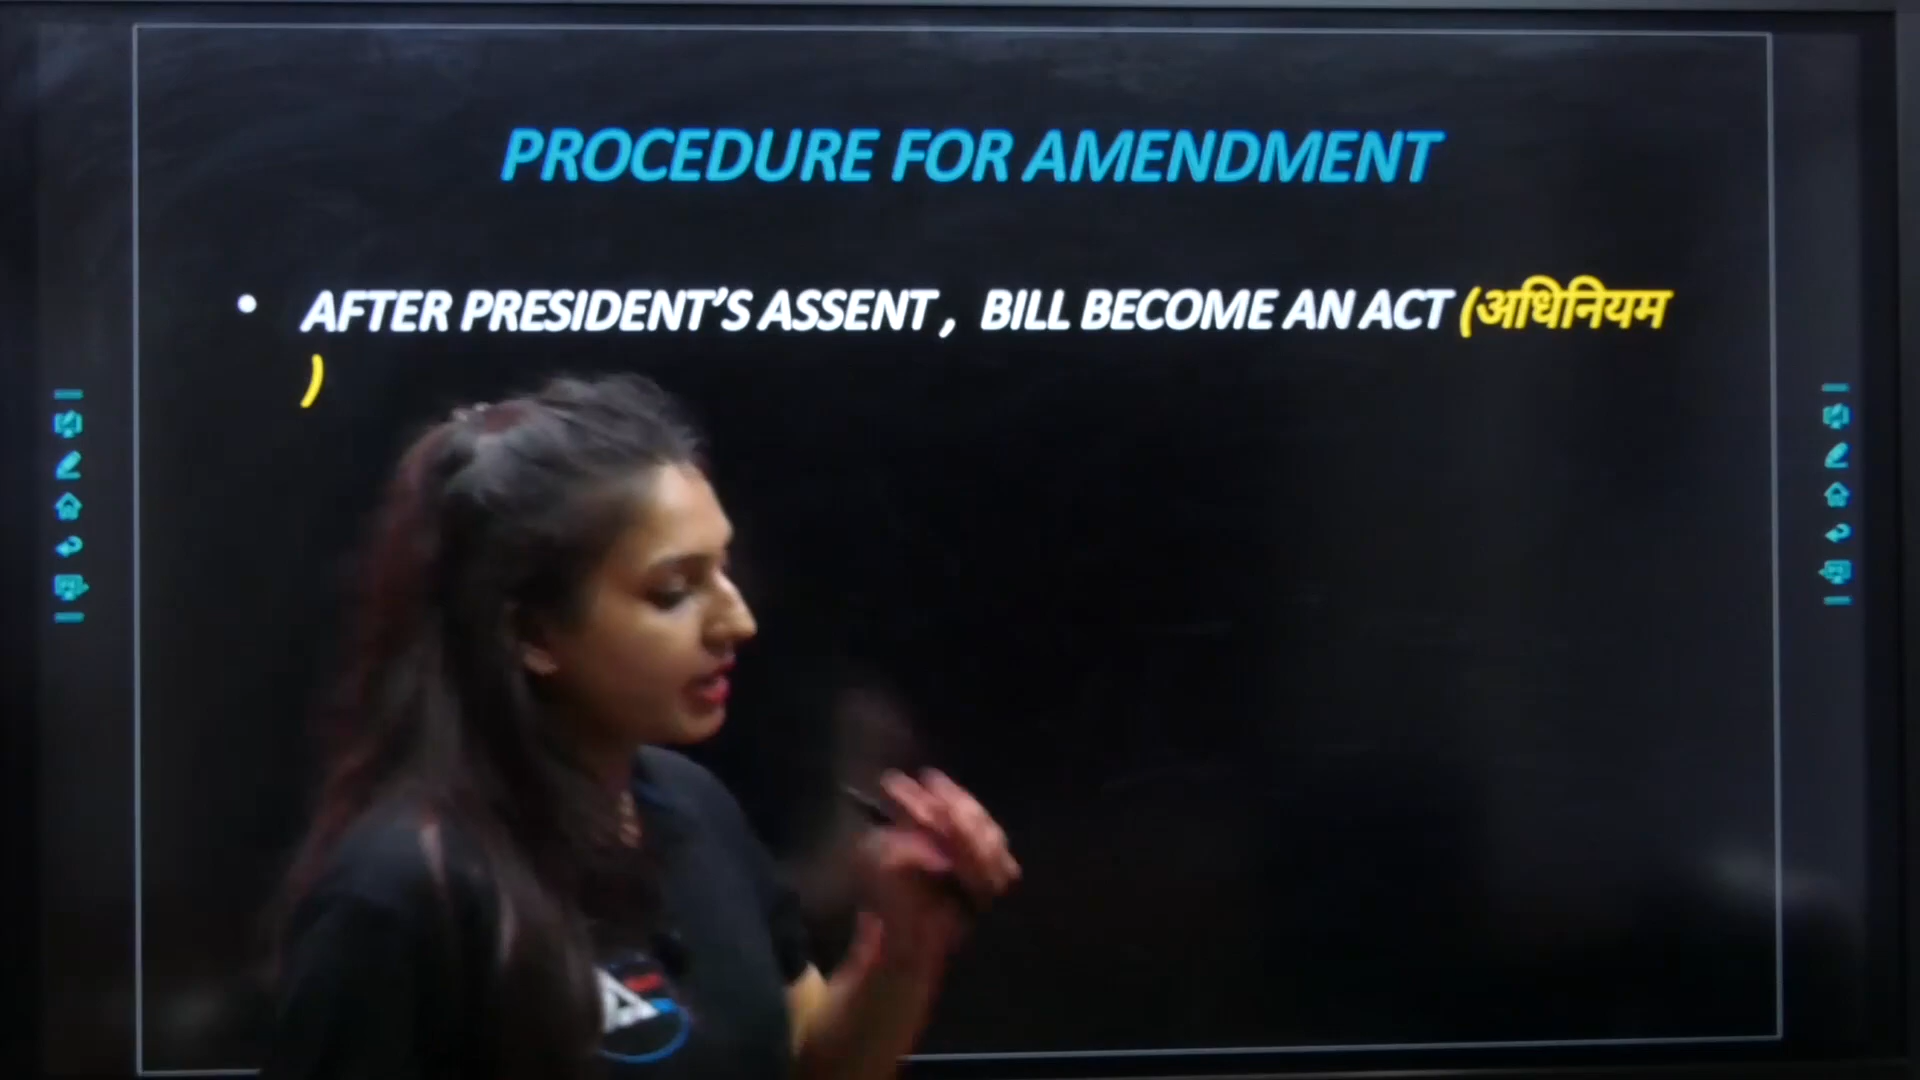 PROCEDURE FOR AMENDMENT
• AFTER PRESIDENT'S ASSENT , BILL BECOME AN ACT (अधिनियम
)